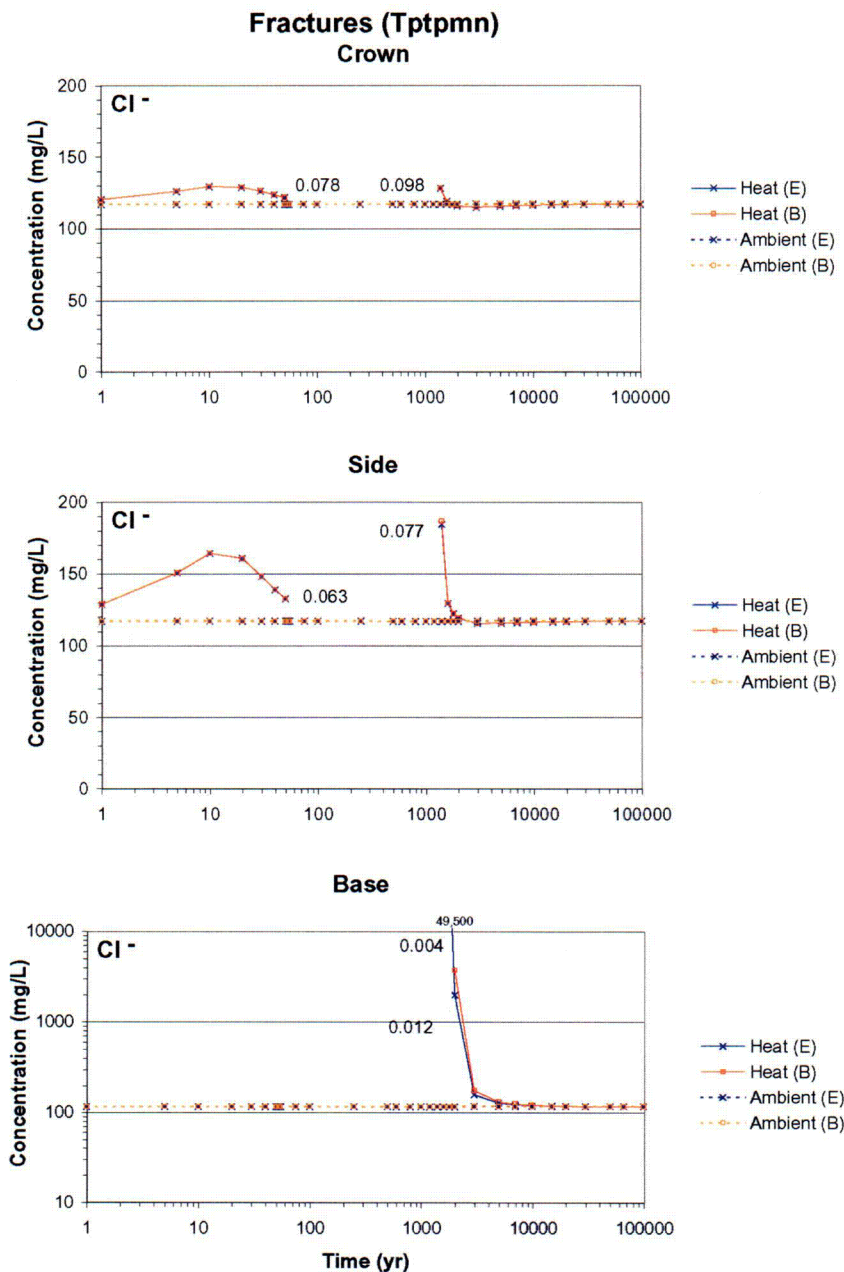 Fractures (Tptpmn)
Crown
Cl -
200
150
100
50
0
Concentration (mg/L)
0.078
0.098
1
10
100
1000
10000
100000
Heat (E)
Heat (B)
Ambient (E)
Ambient (B)
Side
Cl -
200
150
100
50
0
Concentration (mg/L)
0.077
0.063
1
10
100
1000
10000
100000
Heat (E)
Heat (B)
Ambient (E)
Ambient (B)
Base
Cl -
49,500
10000
1000
100
10
Concentration (mg/L)
0.004
0.012
1
10
100
1000
10000
100000
Time (yr)
Heat (E)
Heat (B)
Ambient (E)
Ambient (B)